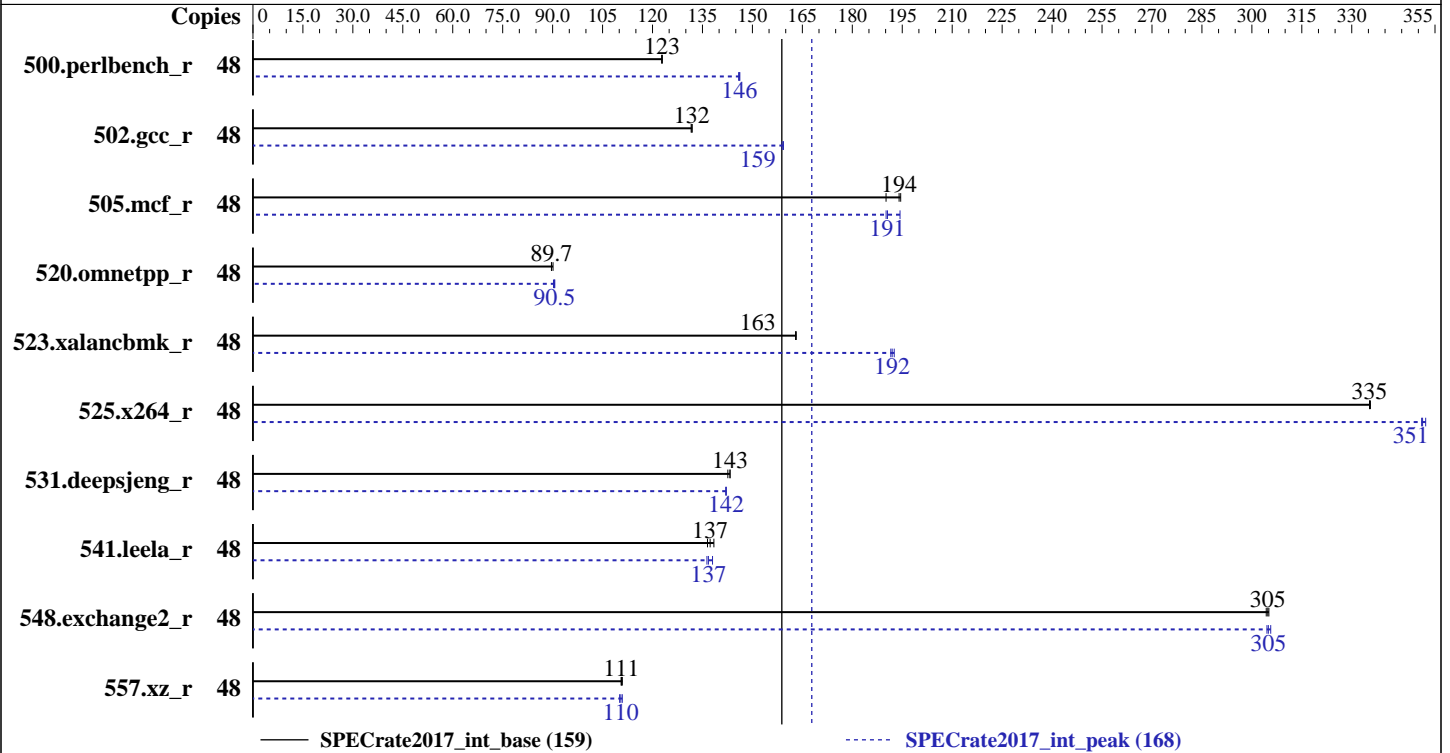 Copies 0 15.0 30.0 45.0 60.0 75.0 90.0 105 120 135 150 165 180 195 210 225 240 255 270 285 300 315 330 355
500.perlbench_r 48 123
146
502.gcc_r 48 132
159
505.mcf_r 48 194
191
520.omnetpp_r 48 89.7
90.5
523.xalancbmk_r 48 163
192
525.x264_r 48 335
351
531.deepsjeng_r 48 143
142
541.leela_r 48 137
137
548.exchange2_r 48 305
305
557.xz_r 48 111
110
SPECrate2017_int_base (159) SPECrate2017_int_peak (168)